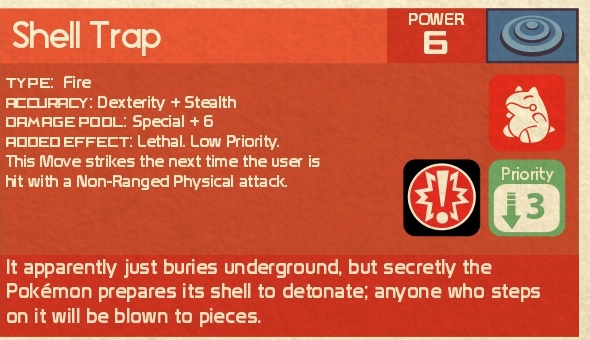 Shell Trap
POWER
6
TYPE: Fire
ACCURACY: Dexterity + Stealth
DAMAGE POOL: Special + 6
ADDED EFFECT: Lethal. Low Priority.
This Move strikes the next time the user is
hit with a Non-Ranged Physical attack.
Priority
3
It apparently just buries underground, but secretly the
Pokémon prepares its shell to detonate; anyone who steps
on it will be blown to pieces.